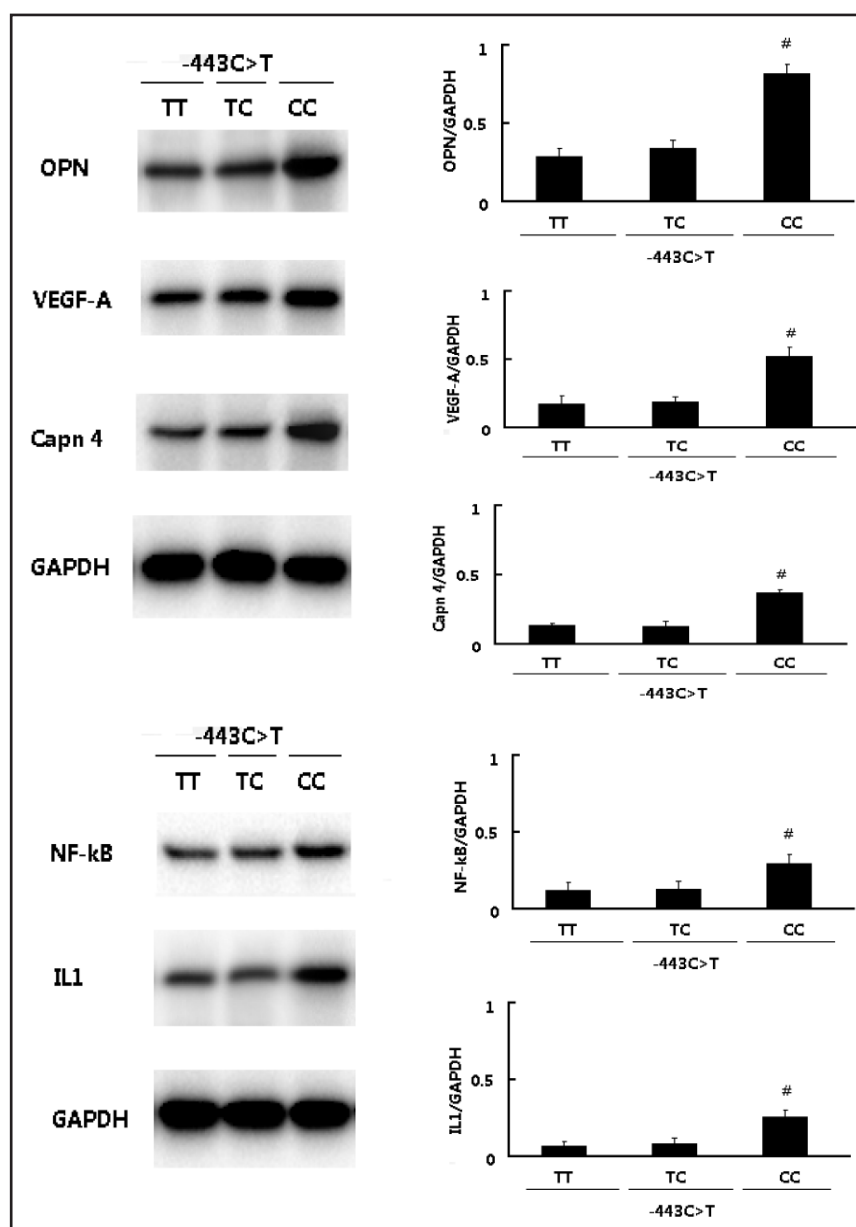 -443C>T
TT TC CC
OPN
VEGF-A
Capn 4
GAPDH
OPN/GAPDH
1
0.5
0
#
TT TC CC
-443C>T
VEGF-A/GAPDH
1
0.5
0
#
TT TC CC
-443C>T
Capn 4/GAPDH
1
0.5
0
#
TT TC CC
-443C>T
-443C>T
TT TC CC
NF-kB
IL1
GAPDH
NF-kB/GAPDH
1
0.5
0
#
TT TC CC
-443C>T
IL1/GAPDH
1
0.5
0
#
TT TC CC
-443C>T